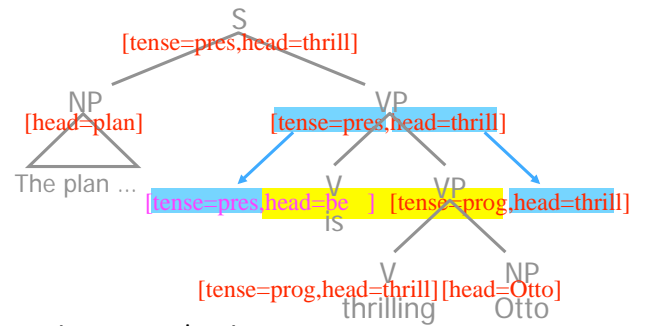 S
[tense=pres,head=thrill]
NP VP
[head=plan] [tense=pres,head=thrill]
The plan ... V VP
[tense=pres,head=be ] [tense=prog,head=thrill]
is
V NP
[tense=prog,head=thrill] [head=Otto]
thrilling Otto